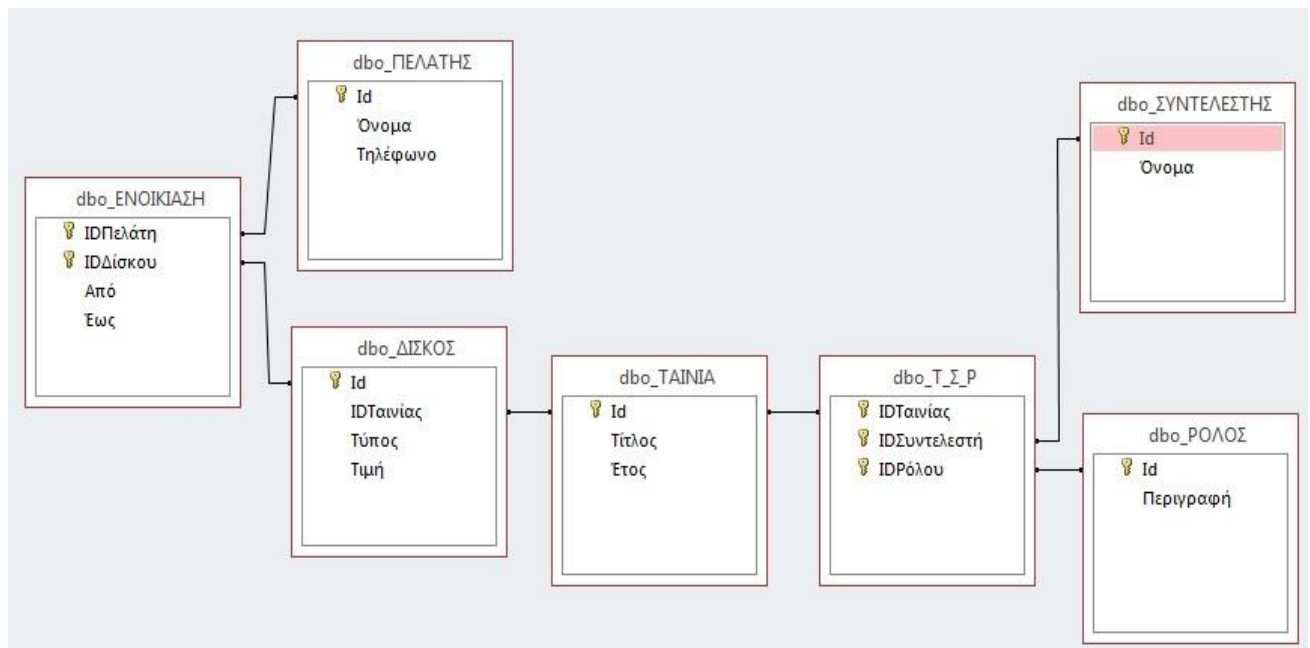 dbo_ΠΕΛΑΤΗΣ
Id
Όνομα
Τηλέφωνο
dbo_ΣΥΝΤΕΛΕΣΤΗΣ
Id
Όνομα
dbo_ΕΝΟΙΚΙΑΣΗ
IDΠελάτη
IDΔίσκου
Από
Έως
dbo_ΔΙΣΚΟΣ
Id
IDΤαινίας
Τύπος
Τιμή
dbo_ΤΑΙΝΙΑ
Id
Τίτλος
Έτος
dbo_Τ_Σ_Ρ
IDΤαινίας
IDΣυντελεστή
IDΡόλου
dbo_ΡΟΛΟΣ
Id
Περιγραφή